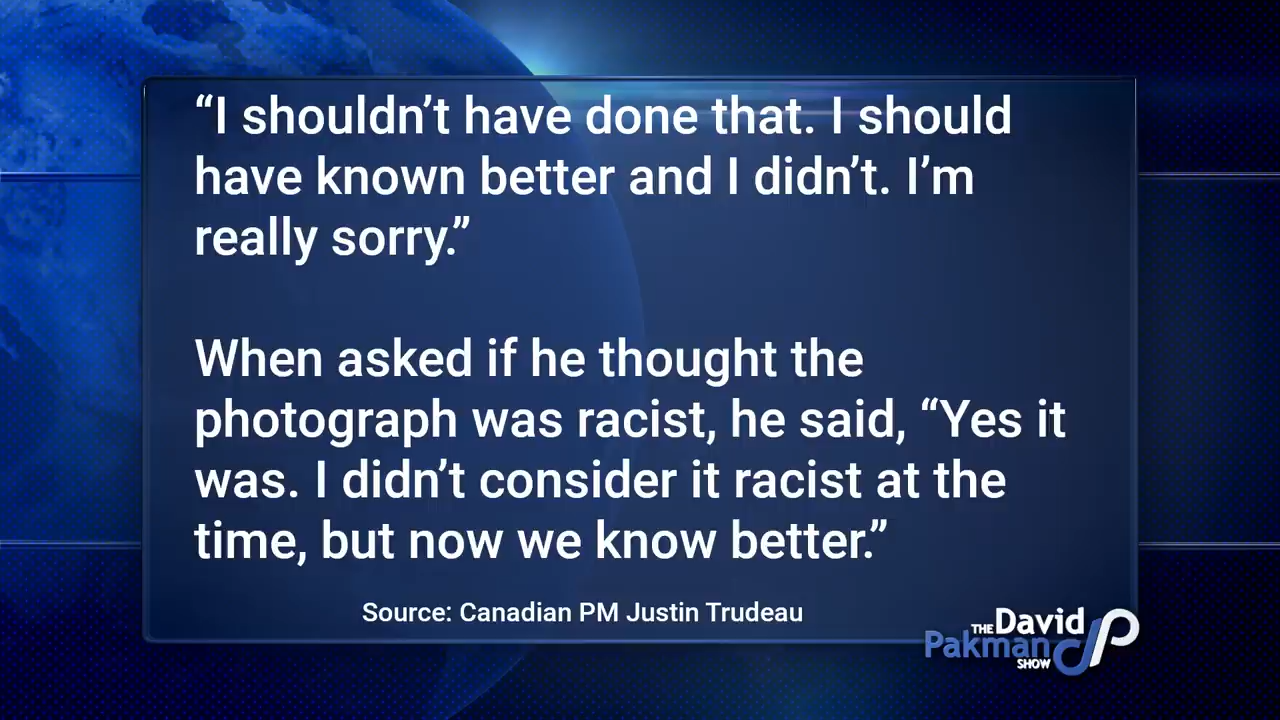 “I shouldn’t have done that. I should
have known better and I didn’t. I’m
really sorry.”
When asked if he thought the
photograph was racist, he said, “Yes it
was. I didn’t consider it racist at the
time, but now we know better.”
Source: Canadian PM Justin Trudeau
THE David
Pakman
SHOW